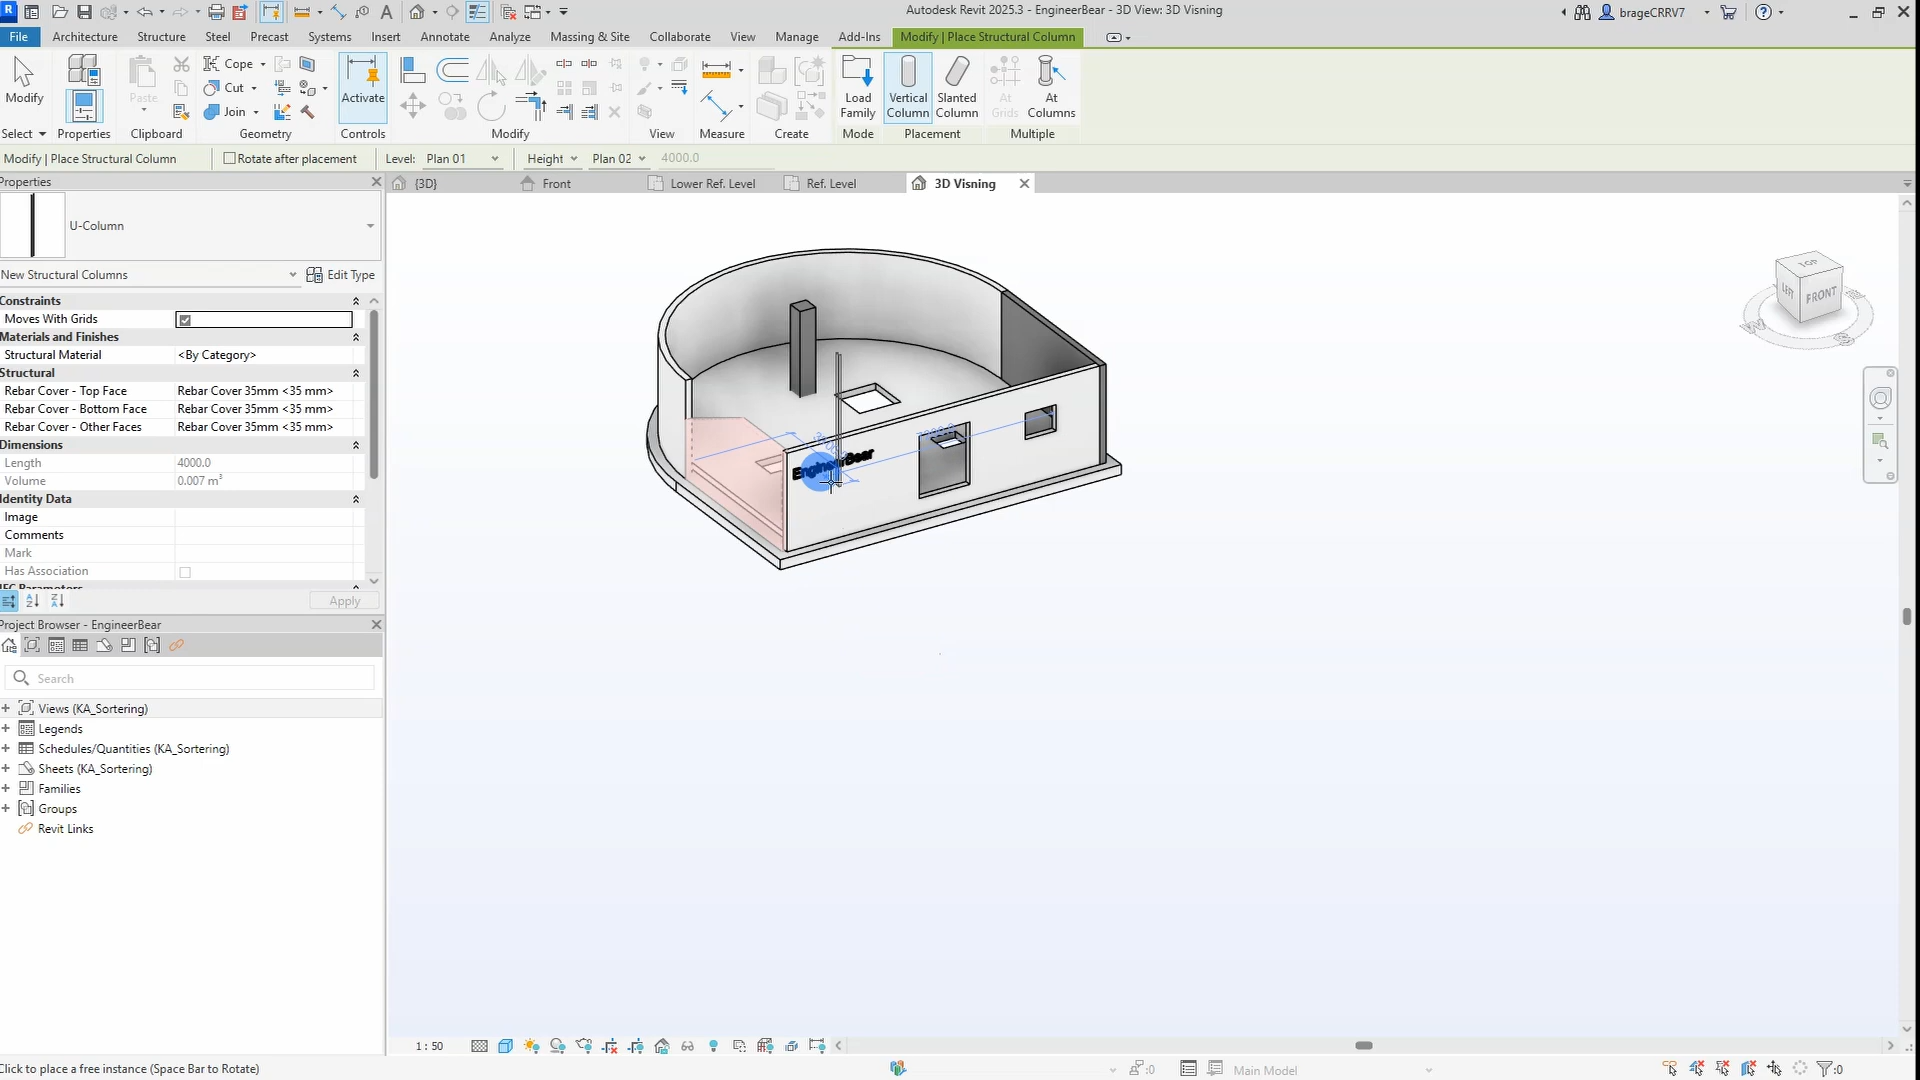 Autodesk Revit 2025.3 - EngineerBear - 3D View: 3D Visning
brageCRRV7
File Architecture Structure Steel Precast Systems Insert Annotate Analyze Massing & Site Collaborate View Manage Add-Ins Modify | Place Structural Column
Modify
Paste
Cope
Cut
Join
Activate
Load Family
Vertical Column
Slanted Column
At Grids
At Columns
Select Properties Clipboard Geometry Controls Modify View Measure Create Mode Placement Multiple
Modify | Place Structural Column Rotate after placement Level: Plan 01 Height Plan 02 4000.0
Properties
{3D} Front Lower Ref. Level Ref. Level 3D Visning
U-Column
New Structural Columns Edit Type
Constraints
Moves With Grids
Materials and Finishes
Structural Material <By Category>
Structural
Rebar Cover - Top Face Rebar Cover 35mm <35 mm>
Rebar Cover - Bottom Face Rebar Cover 35mm <35 mm>
Rebar Cover - Other Faces Rebar Cover 35mm <35 mm>
Dimensions
Length 4000.0
Volume 0.007 m³
Identity Data
Image
Comments
Mark
Has Association
IFC Parameters
Apply
TOP
LEFT
FRONT
EngineerBear
Project Browser - EngineerBear
Search
Views (KA_Sortering)
Legends
Schedules/Quantities (KA_Sortering)
Sheets (KA_Sortering)
Families
Groups
Revit Links
1 : 50
Click to place a free instance (Space Bar to Rotate)
:0
Main Model
:0